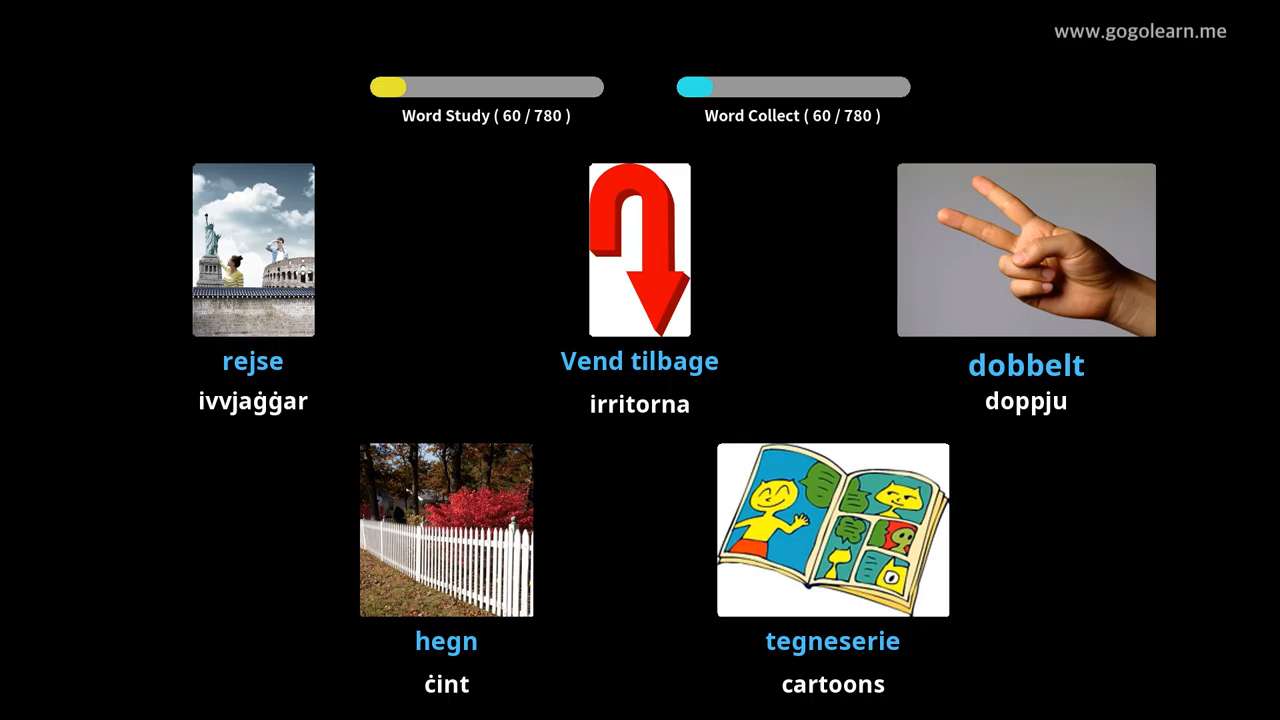 www.gogolearn.me
Word Study ( 60 / 780 )
Word Collect ( 60 / 780 )
rejse
ivvjaġġar
Vend tilbage
irritorna
dobbelt
doppju
hegn
ċint
tegneserie
cartoons